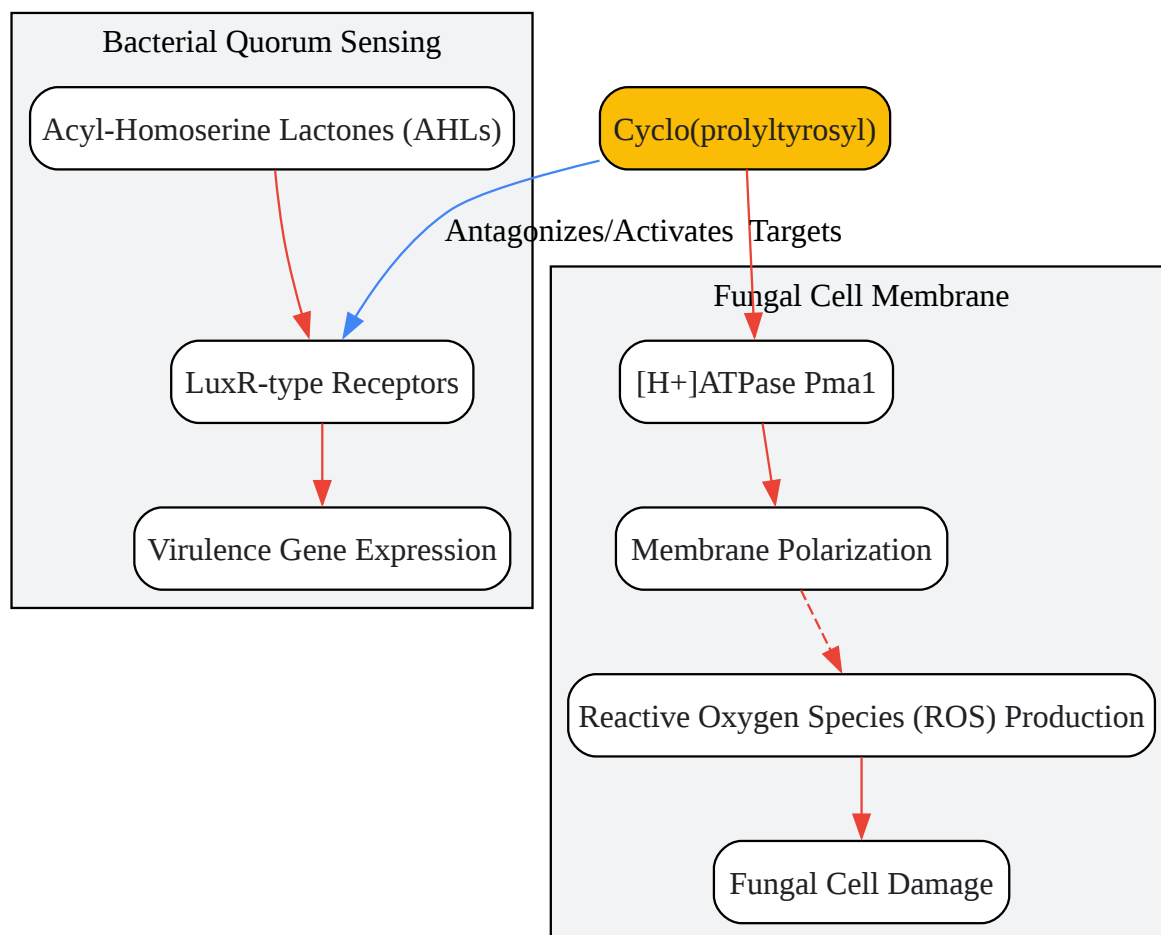 Bacterial Quorum Sensing
Acyl-Homoserine Lactones (AHLs)
Cyclo(prolyltyrosyl)
Antagonizes/Activates
Targets
Fungal Cell Membrane
LuxR-type Receptors
[H+]ATPase Pma1
Virulence Gene Expression
Membrane Polarization
Reactive Oxygen Species (ROS) Production
Fungal Cell Damage